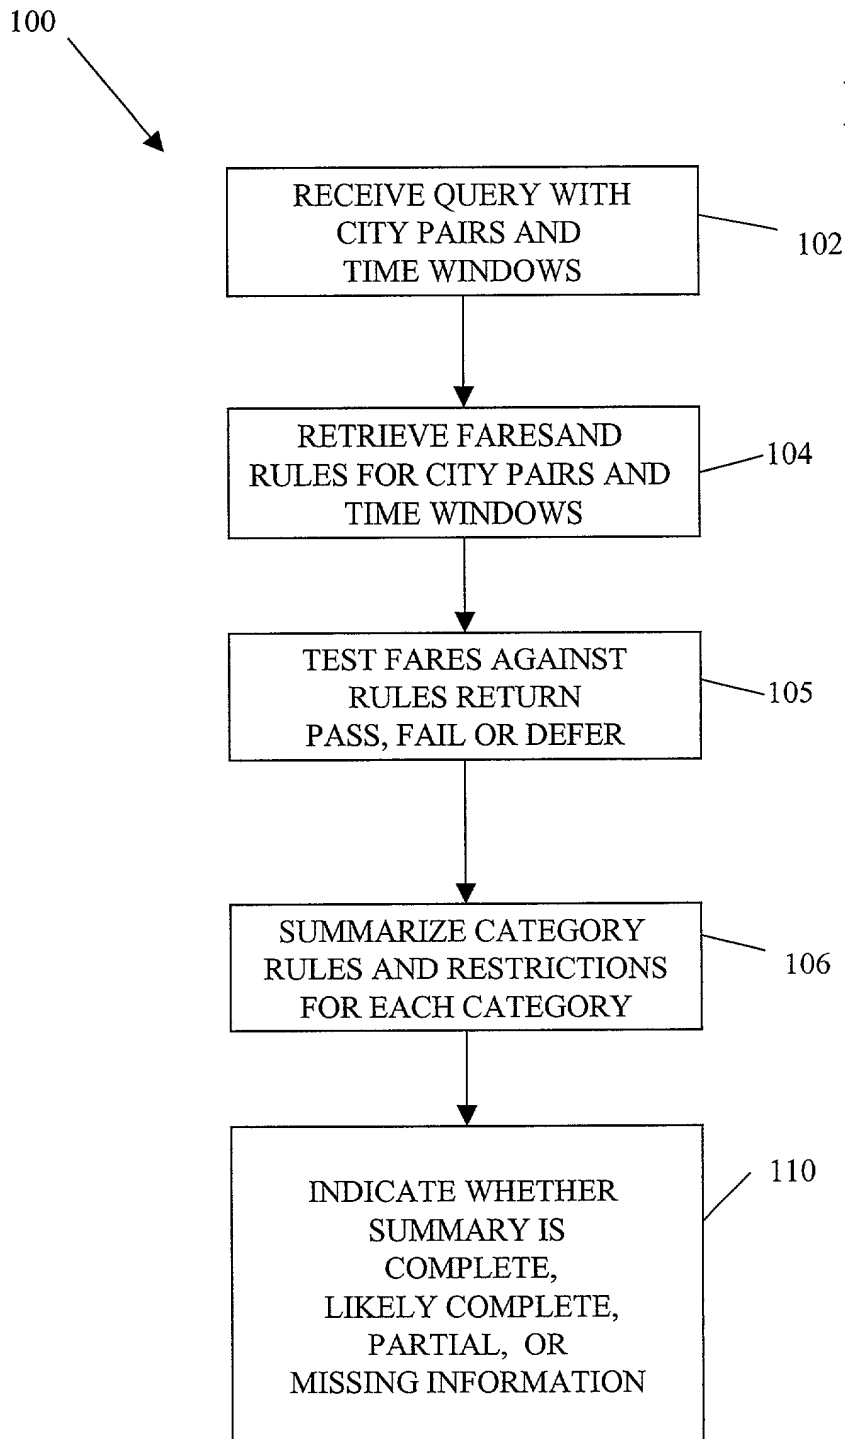 100
RECEIVE QUERY WITH
CITY PAIRS AND
TIME WINDOWS
102
RETRIEVE FARESAND
RULES FOR CITY PAIRS AND
TIME WINDOWS
104
TEST FARES AGAINST
RULES RETURN
PASS, FAIL OR DEFER
105
SUMMARIZE CATEGORY
RULES AND RESTRICTIONS
FOR EACH CATEGORY
106
INDICATE WHETHER
SUMMARY IS
COMPLETE,
LIKELY COMPLETE,
PARTIAL, OR
MISSING INFORMATION
110